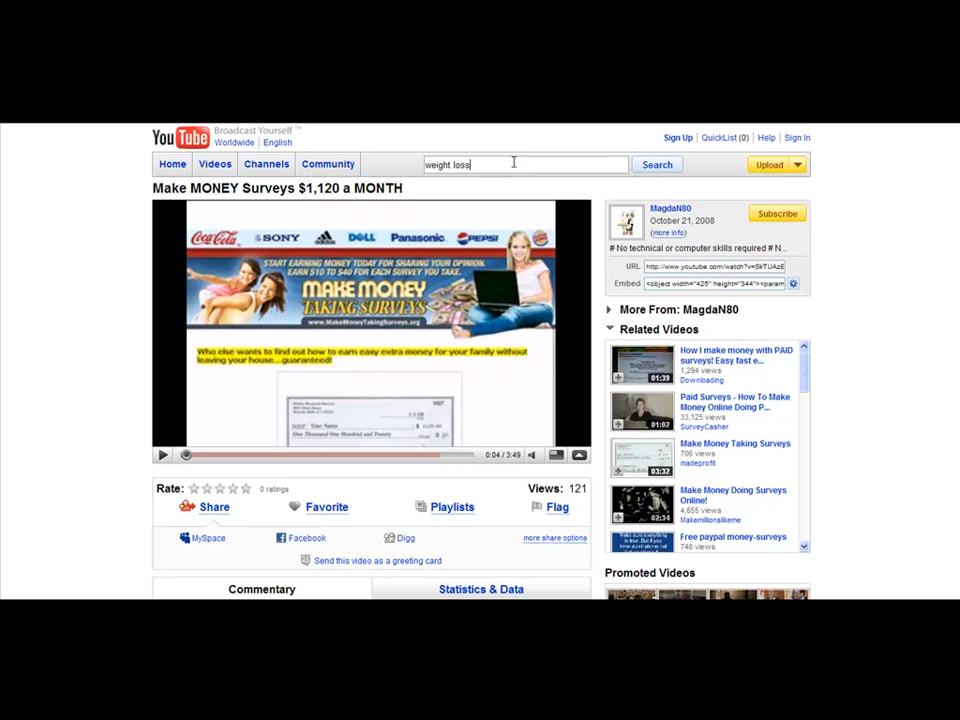 You Tube Broadcast Yourself ™
Worldwide | English
Sign Up | QuickList (0) | Help | Sign In
Home Videos Channels Community
weight loss
Search
Upload
Make MONEY Surveys $1,120 a MONTH
Coca-Cola SONY adidas DELL Panasonic PEPSI
START EARNING MONEY TODAY FOR SHARING YOUR OPINION.
EARN $10 TO $40 FOR EACH SURVEY YOU TAKE.
MAKE MONEY
TAKING SURVEYS
www.MakeMoneyTakingSurveys.org
Who else wants to find out how to earn easy extra money for your family without
leaving your house....guaranteed!
Your Name
One Thousand One Hundred and Twenty
0:04 / 3:49
Rate: 0 ratings Views: 121
Share Favorite Playlists Flag
MySpace Facebook Digg more share options
Send this video as a greeting card
Commentary Statistics & Data
MagdaN80
October 21, 2008
(more info)
Subscribe
# No technical or computer skills required # N...
URL http://www.youtube.com/watch?v=SkTUAzE
Embed <object width="425" height="344"><param
More From: MagdaN80
Related Videos
How I make money with PAID
surveys! Easy fast e...
1,294 views
Downloading
01:39
Paid Surveys - How To Make
Money Online Doing P...
33,125 views
SurveyCasher
01:02
Make Money Taking Surveys
706 views
madeprofit
03:32
Make Money Doing Surveys
Online!
4,655 views
Makemillionslikeme
02:34
Free paypal money-surveys
748 views
Promoted Videos